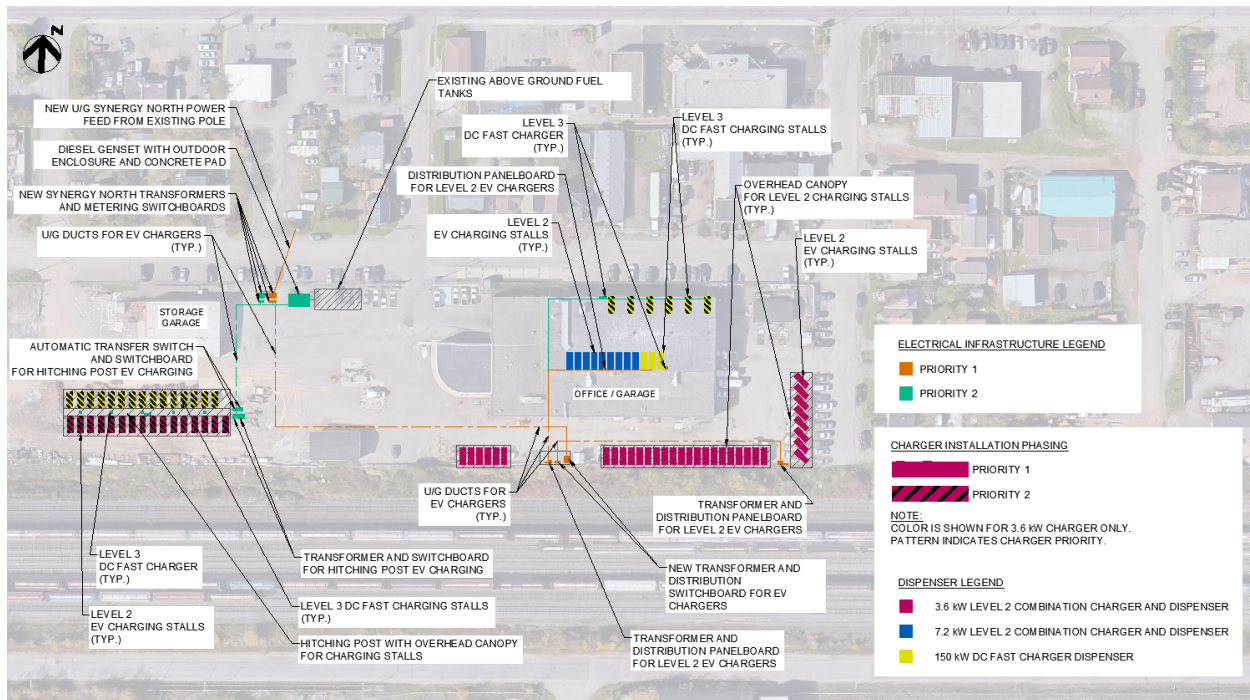 N
EXISTING ABOVE GROUND FUEL
TANKS
NEW U/G SYNERGY NORTH POWER
FEED FROM EXISTING POLE
DIESEL GENSET WITH OUTDOOR
ENCLOSURE AND CONCRETE PAD
NEW SYNERGY NORTH TRANSFORMERS
AND METERING SWITCHBOARDS
U/G DUCTS FOR EV CHARGERS
(TYP.)
LEVEL 3
DC FAST CHARGER
(TYP.)
LEVEL 3
DC FAST CHARGING STALLS
(TYP.)
DISTRIBUTION PANELBOARD
FOR LEVEL 2 EV CHARGERS
OVERHEAD CANOPY
FOR LEVEL 2 CHARGING STALLS
(TYP.)
LEVEL 2
EV CHARGING STALLS
(TYP.)
LEVEL 2
EV CHARGING STALLS
(TYP.)
STORAGE
GARAGE
AUTOMATIC TRANSFER SWITCH
AND SWITCHBOARD
FOR HITCHING POST EV CHARGING
OFFICE / GARAGE
U/G DUCTS FOR
EV CHARGERS
(TYP.)
TRANSFORMER AND
DISTRIBUTION PANELBOARD
FOR LEVEL 2 EV CHARGERS
LEVEL 3
DC FAST CHARGER
(TYP.)
TRANSFORMER AND SWITCHBOARD
FOR HITCHING POST EV CHARGING
NEW TRANSFORMER AND
DISTRIBUTION
SWITCHBOARD FOR EV
CHARGERS
LEVEL 2
EV CHARGING STALLS
(TYP.)
LEVEL 3 DC FAST CHARGING STALLS
(TYP.)
HITCHING POST WITH OVERHEAD CANOPY
FOR CHARGING STALLS
TRANSFORMER AND
DISTRIBUTION PANELBOARD
FOR LEVEL 2 EV CHARGERS
ELECTRICAL INFRASTRUCTURE LEGEND
PRIORITY 1
PRIORITY 2
CHARGER INSTALLATION PHASING
PRIORITY 1
PRIORITY 2
NOTE:
COLOR IS SHOWN FOR 3.6 kW CHARGER ONLY.
PATTERN INDICATES CHARGER PRIORITY.
DISPENSER LEGEND
3.6 kW LEVEL 2 COMBINATION CHARGER AND DISPENSER
7.2 kW LEVEL 2 COMBINATION CHARGER AND DISPENSER
150 kW DC FAST CHARGER DISPENSER